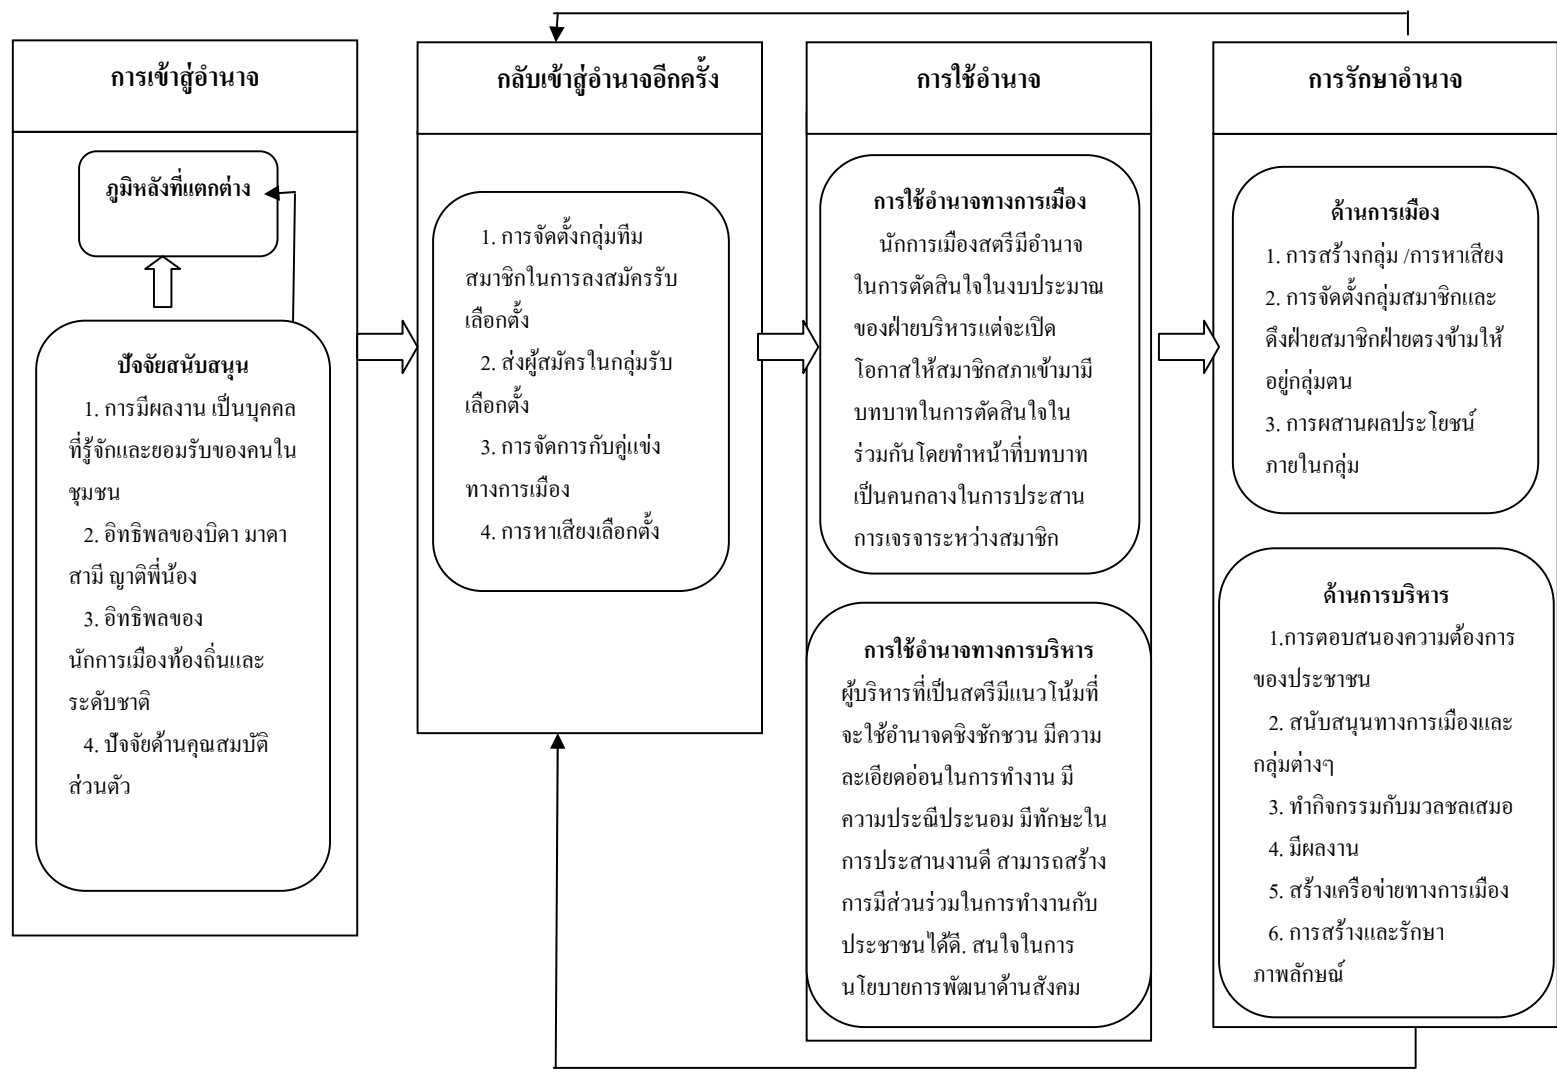 การเข้าสู่อำนาจ
ภูมิหลังที่แตกต่าง
ปัจจัยสนับสนุน
1. การมีผลงาน เป็นบุคคล
ที่รู้จักและยอมรับของคนใน
ชุมชน
2. อิทธิพลของบิดา มาดา
สามี ญาติพี่น้อง
3. อิทธิพลของ
นักการเมืองท้องถิ่นและ
ระดับชาติ
4. ปัจจัยด้านคุณสมบัติ
ส่วนตัว
กลับเข้าสู่อำนาจอีกครั้ง
1. การจัดตั้งกลุ่มทีม
สมาชิกในการลงสมัครรับ
เลือกตั้ง
2. ส่งผู้สมัครในกลุ่มรับ
เลือกตั้ง
3. การจัดการกับคู่แข่ง
ทางการเมือง
4. การหาเสียงเลือกตั้ง
การใช้อำนาจ
การใช้อำนาจทางการเมือง
นักการเมืองสตรีมีอำนาจ
ในการตัดสินใจในงบประมาณ
ของฝ่ายบริหารแต่จะเปิด
โอกาสให้สมาชิกสภาเข้ามามี
บทบาทในการตัดสินใจใน
ร่วมกันโดยทำหน้าที่บทบาท
เป็นคนกลางในการประสาน
การเจรจาระหว่างสมาชิก
การใช้อำนาจทางการบริหาร
ผู้บริหารที่เป็นสตรีมีแนวโน้มที่
จะใช้อำนาจดชิงชักชวน มีความ
ละเอียดอ่อนในการทำงาน มี
ความประณีประนอม มีทักษะใน
การประสานงานดี สามารถสร้าง
การมีส่วนร่วมในการทำงานกับ
ประชาชนได้ดี. สนใจในการ
นโยบายการพัฒนาด้านสังคม
การรักษาอำนาจ
ด้านการเมือง
1. การสร้างกลุ่ม /การหาเสียง
2. การจัดตั้งกลุ่มสมาชิกและ
ดึงฝ่ายสมาชิกฝ่ายตรงข้ามให้
อยู่กลุ่มตน
3. การผสานผลประโยชน์
ภายในกลุ่ม
ด้านการบริหาร
1.การตอบสนองความต้องการ
ของประชาชน
2. สนับสนุนทางการเมืองและ
กลุ่มต่างๆ
3. ทำกิจกรรมกับมวลชลเสมอ
4. มีผลงาน
5. สร้างเครือข่ายทางการเมือง
6. การสร้างและรักษา
ภาพลักษณ์